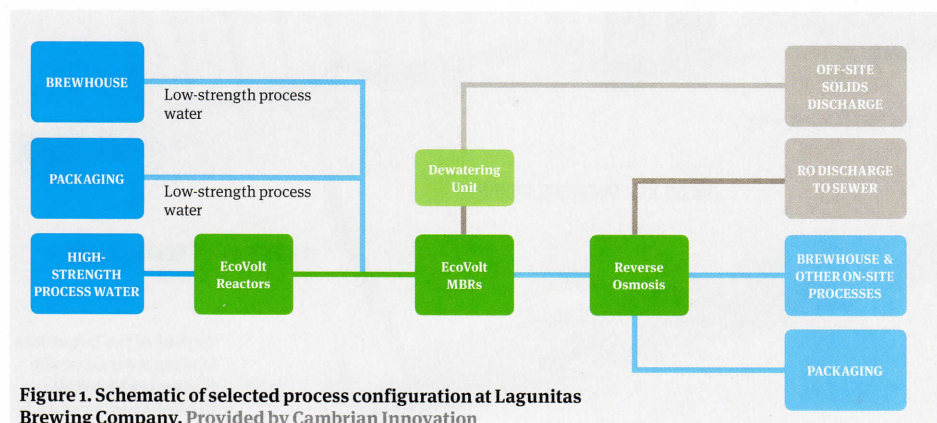 BREWHOUSE
Low-strength process
water
PACKAGING
Low-strength process
water
HIGH-
STRENGTH
PROCESS WATER
EcoVolt
Reactors
Dewatering
Unit
EcoVolt
MBRs
Reverse
Osmosis
OFF-SITE
SOLIDS
DISCHARGE
RO DISCHARGE
TO SEWER
BREWHOUSE &
OTHER ON-SITE
PROCESSES
PACKAGING
Figure 1. Schematic of selected process configuration at Lagunitas
Brewing Company. Provided by Cambrian Innovation